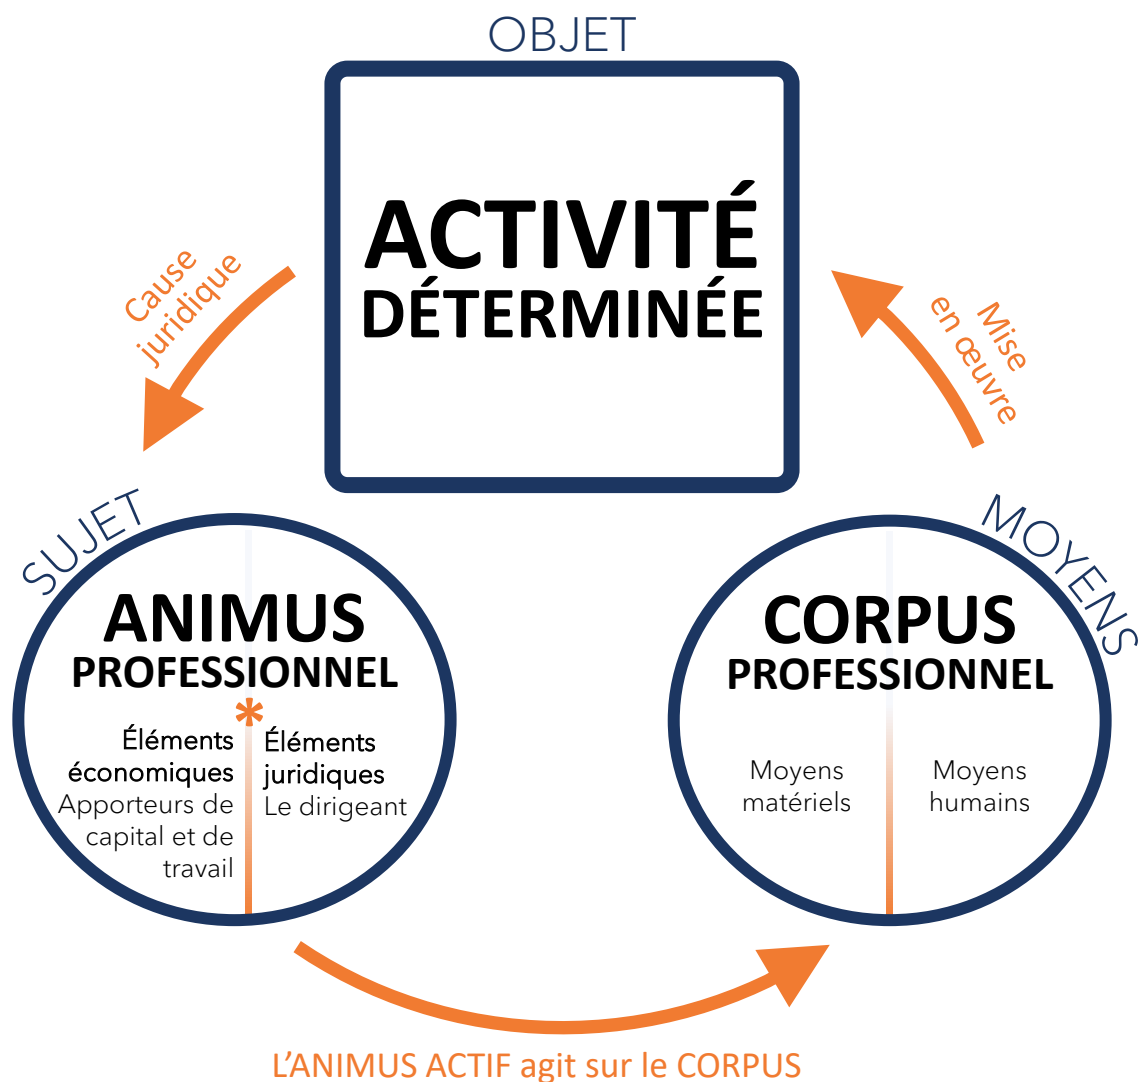 OBJET
ACTIVITÉ
DÉTERMINÉE
Cause
juridique
Mise
en œuvre
SUJET
ANIMUS
PROFESSIONNEL
*
Éléments
économiques
Apporteurs de
capital et de
travail
Éléments
juridiques
Le dirigeant
MOYENS
CORPUS
PROFESSIONNEL
Moyens
matériels
Moyens
humains
L'ANIMUS ACTIF agit sur le CORPUS